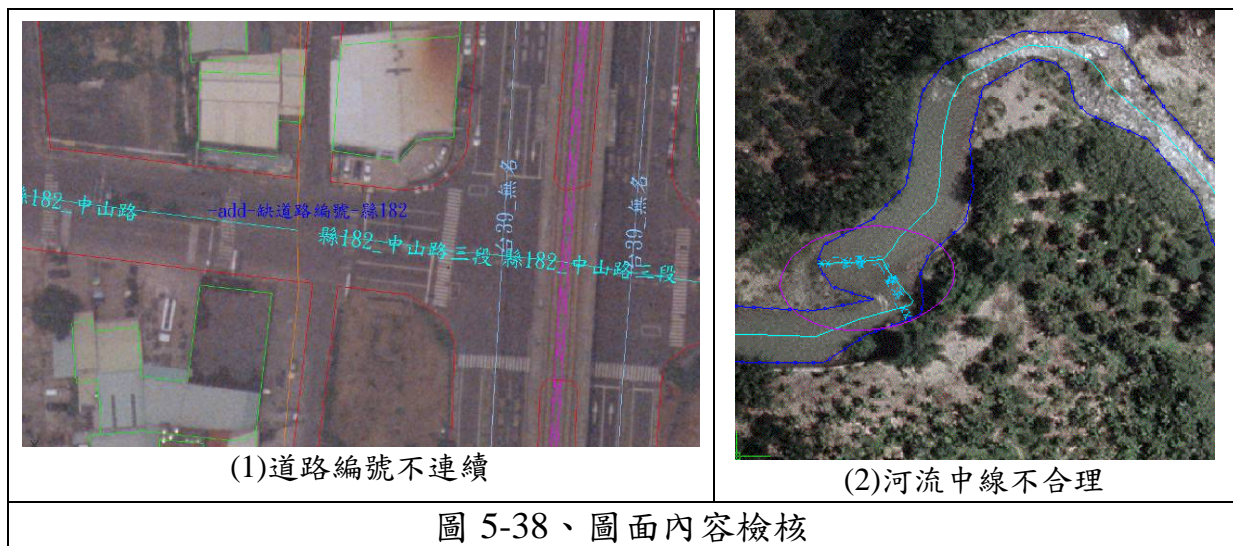 縣182_中山路
-add-缺道路編號-縣182
縣182_中山路三段
縣182_中山路三段
台39_無名
台39_無名
(1)道路編號不連續
(2)河流中線不合理
圖 5-38、圖面內容檢核